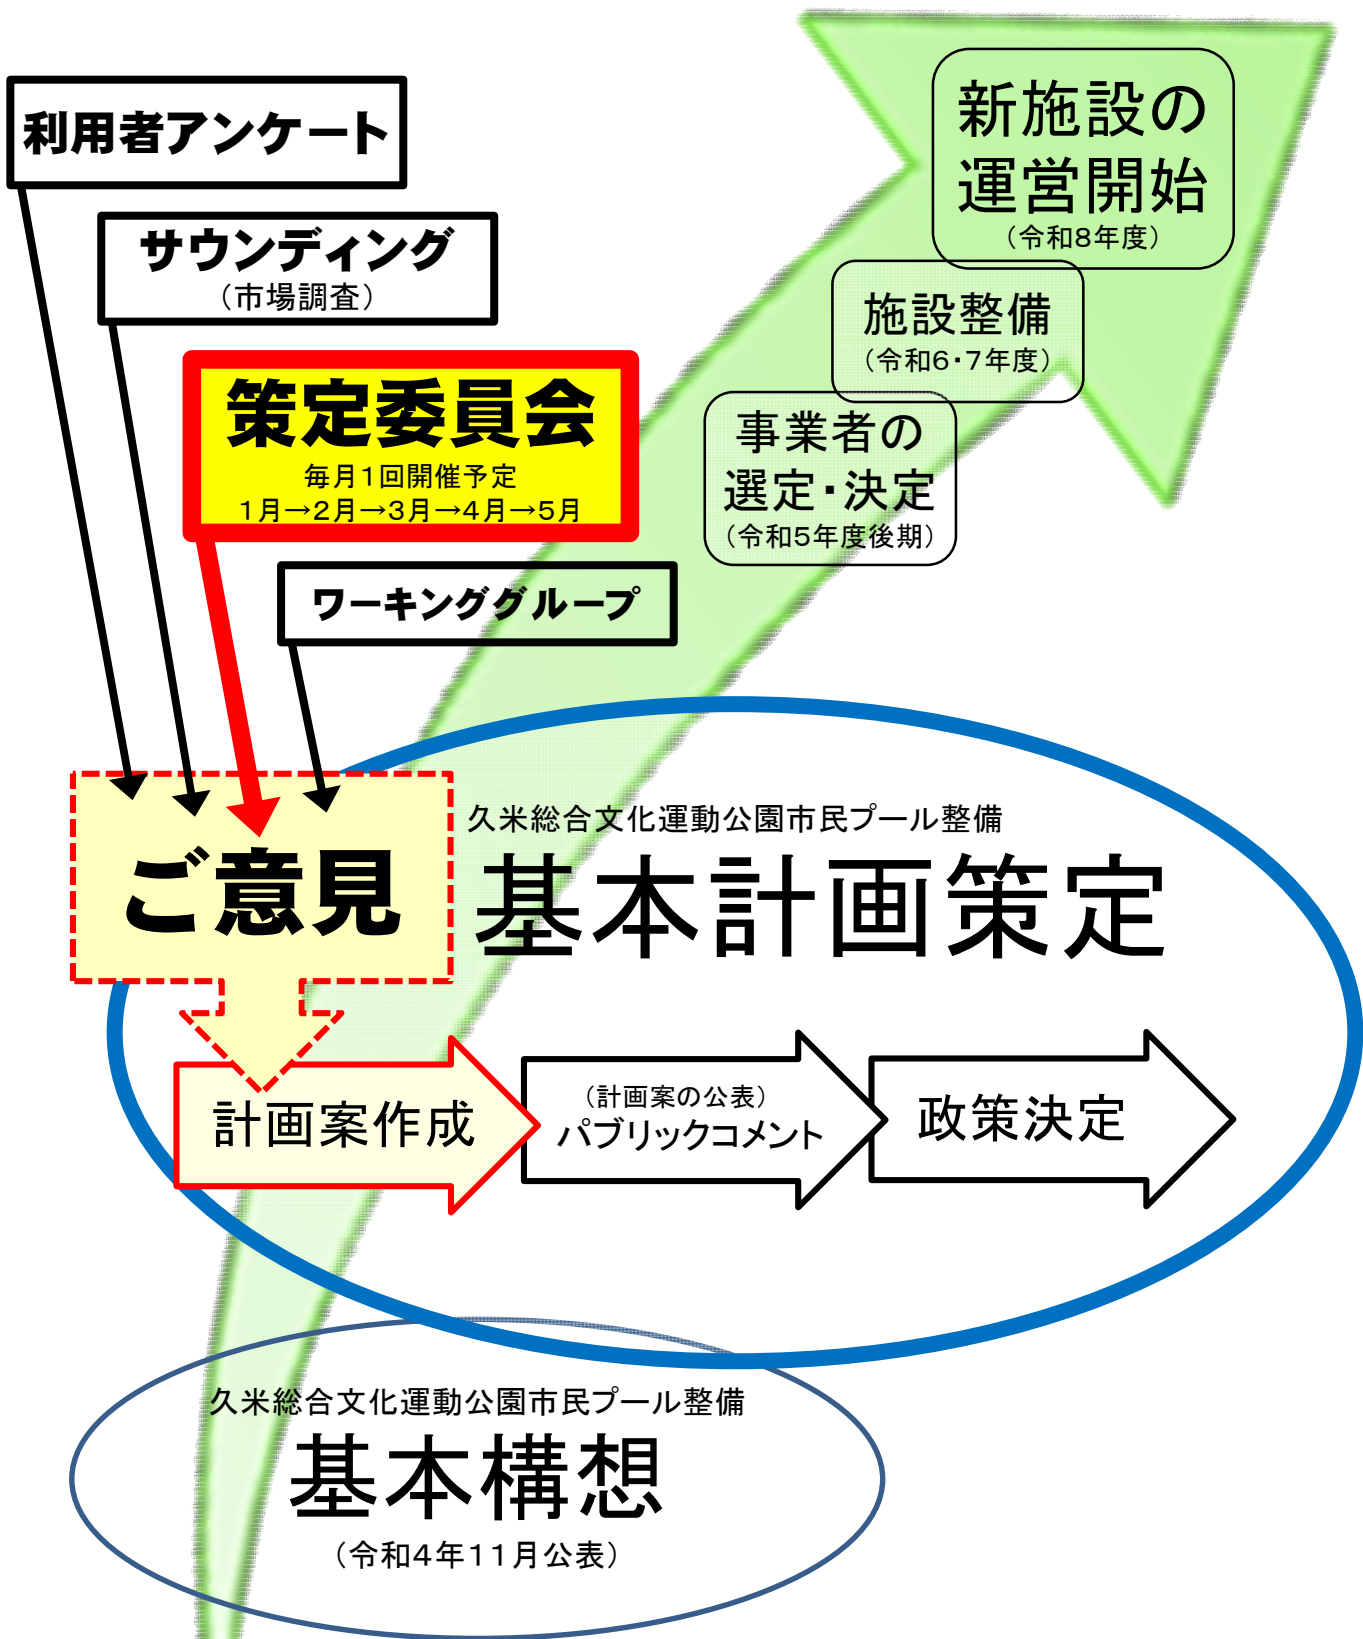 新施設の
運営開始
（令和8年度）
利用者アンケート
サウンディング
（市場調査）
施設整備
（令和6・7年度）
策定委員会
毎月1回開催予定
1月→2月→3月→4月→5月
事業者の
選定・決定
（令和5年度後期）
ワーキンググループ
ご意見
久米総合文化運動公園市民プール整備
基本計画策定
計画案作成
（計画案の公表）
パブリックコメント
政策決定
久米総合文化運動公園市民プール整備
基本構想
（令和4年11月公表）